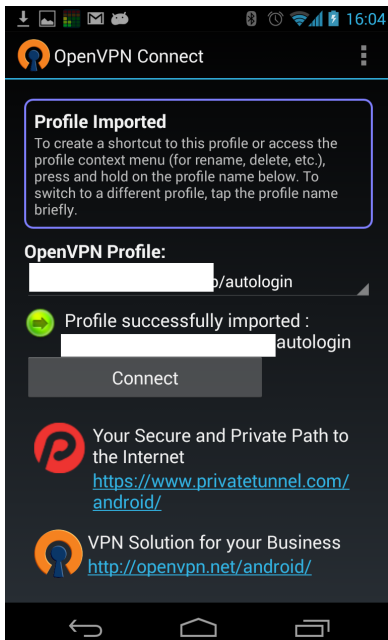 16:04
OpenVPN Connect
Profile Imported
To create a shortcut to this profile or access the
profile context menu (for rename, delete, etc.),
press and hold on the profile name below. To
switch to a different profile, tap the profile name
briefly.
OpenVPN Profile:
/autologin
Profile successfully imported :
autologin
Connect
Your Secure and Private Path to
the Internet
https://www.privatetunnel.com/
android/
VPN Solution for your Business
http://openvpn.net/android/